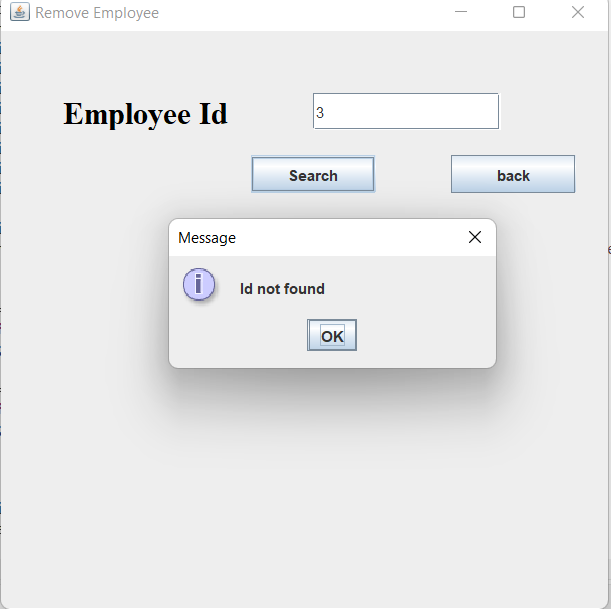 Remove Employee
Employee Id
3
Search
back
Message
i
Id not found
OK